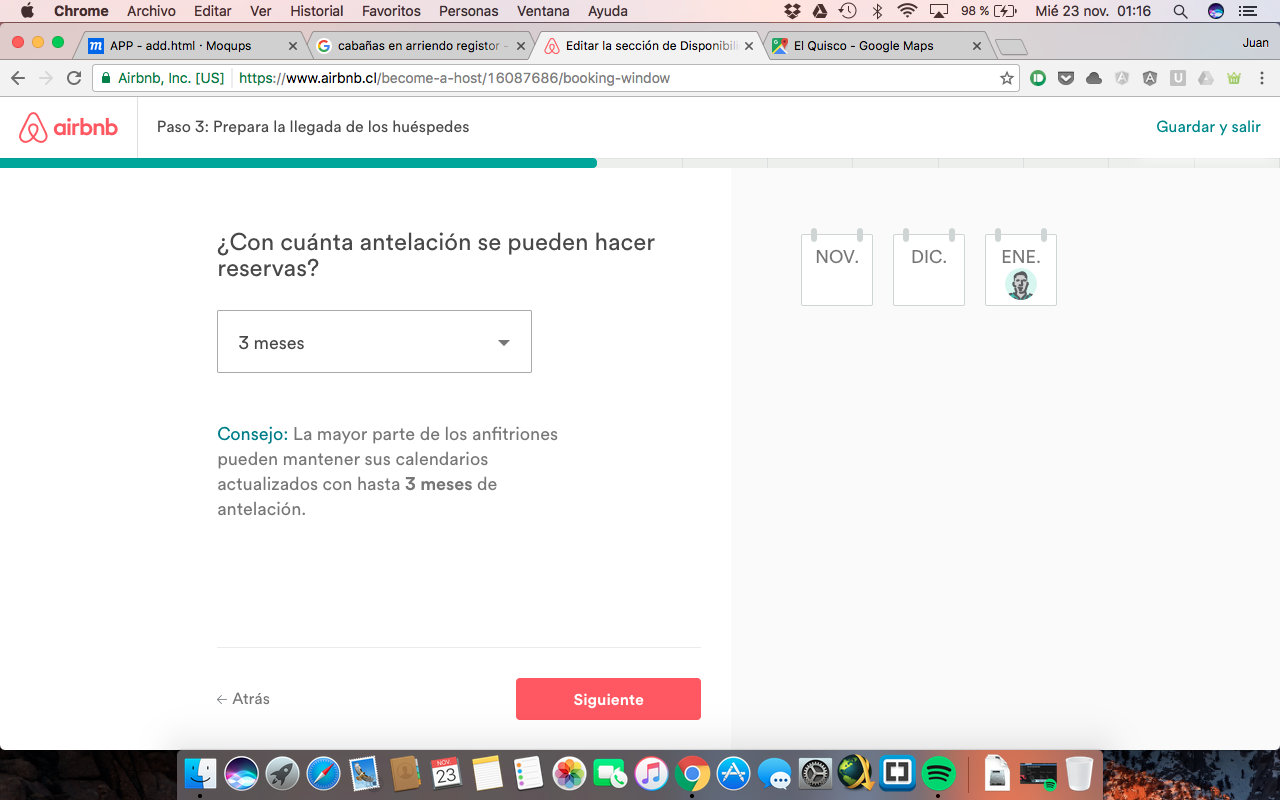 Chrome Archivo Editar Ver Historial Favoritos Personas Ventana Ayuda 98 % Mié 23 nov. 01:16
APP - add.html · Moqups
cabañas en arriendo registor -
Editar la sección de Disponibili
El Quisco - Google Maps
Juan
Airbnb, Inc. [US] https://www.airbnb.cl/become-a-host/16087686/booking-window
airbnb
Paso 3: Prepara la llegada de los huéspedes
Guardar y salir
¿Con cuánta antelación se pueden hacer
reservas?
3 meses
Consejo: La mayor parte de los anfitriones
pueden mantener sus calendarios
actualizados con hasta 3 meses de
antelación.
← Atrás
Siguiente
NOV. DIC. ENE.
NOV
23